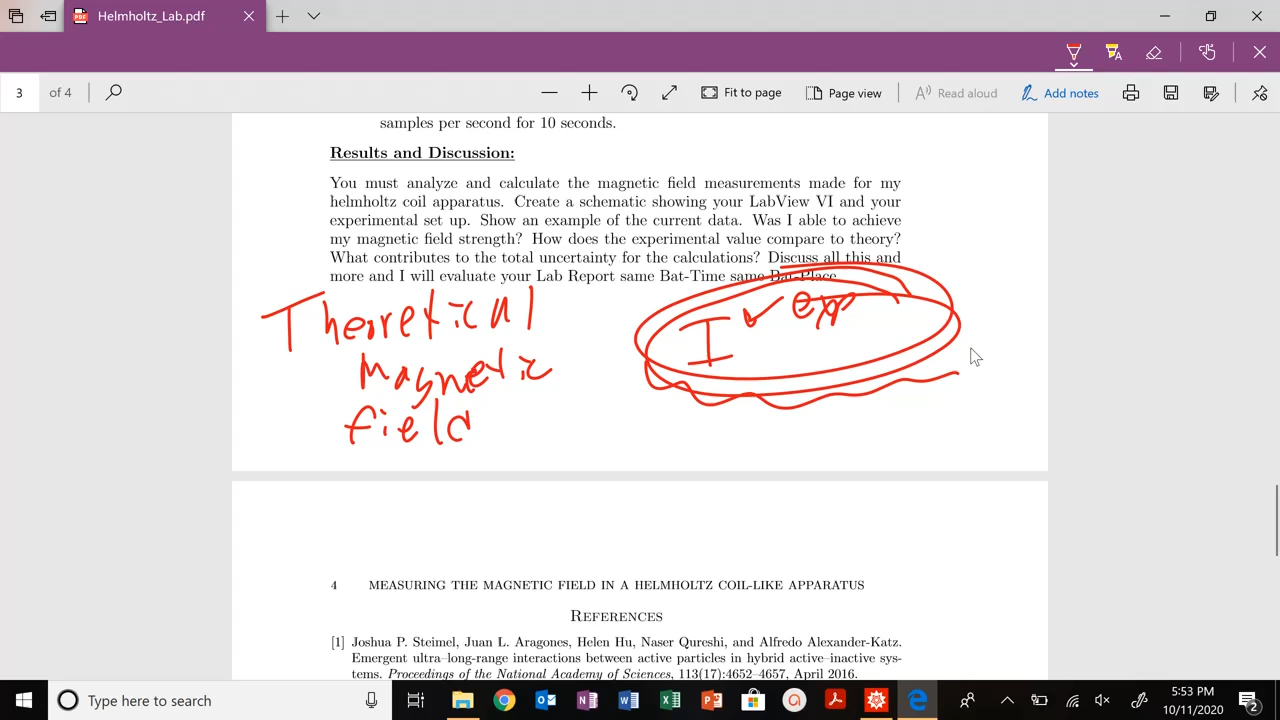 Helmholtz_Lab.pdf
3 of 4
Fit to page
Page view
Read aloud
Add notes
samples per second for 10 seconds.
Results and Discussion:
You must analyze and calculate the magnetic field measurements made for my
helmholtz coil apparatus. Create a schematic showing your LabView VI and your
experimental set up. Show an example of the current data. Was I able to achieve
my magnetic field strength? How does the experimental value compare to theory?
What contributes to the total uncertainty for the calculations? Discuss all this and
more and I will evaluate your Lab Report same Bat-Time same Bat-Place.
Theoretical
Magnetic
field
I ✓ exp
4 MEASURING THE MAGNETIC FIELD IN A HELMHOLTZ COIL-LIKE APPARATUS
References
[1] Joshua P. Steimel, Juan L. Aragones, Helen Hu, Naser Qureshi, and Alfredo Alexander-Katz.
Emergent ultra–long-range interactions between active particles in hybrid active–inactive sys-
tems. Proceedings of the National Academy of Sciences, 113(17):4652–4657, April 2016.
Type here to search
5:53 PM
10/11/2020
2